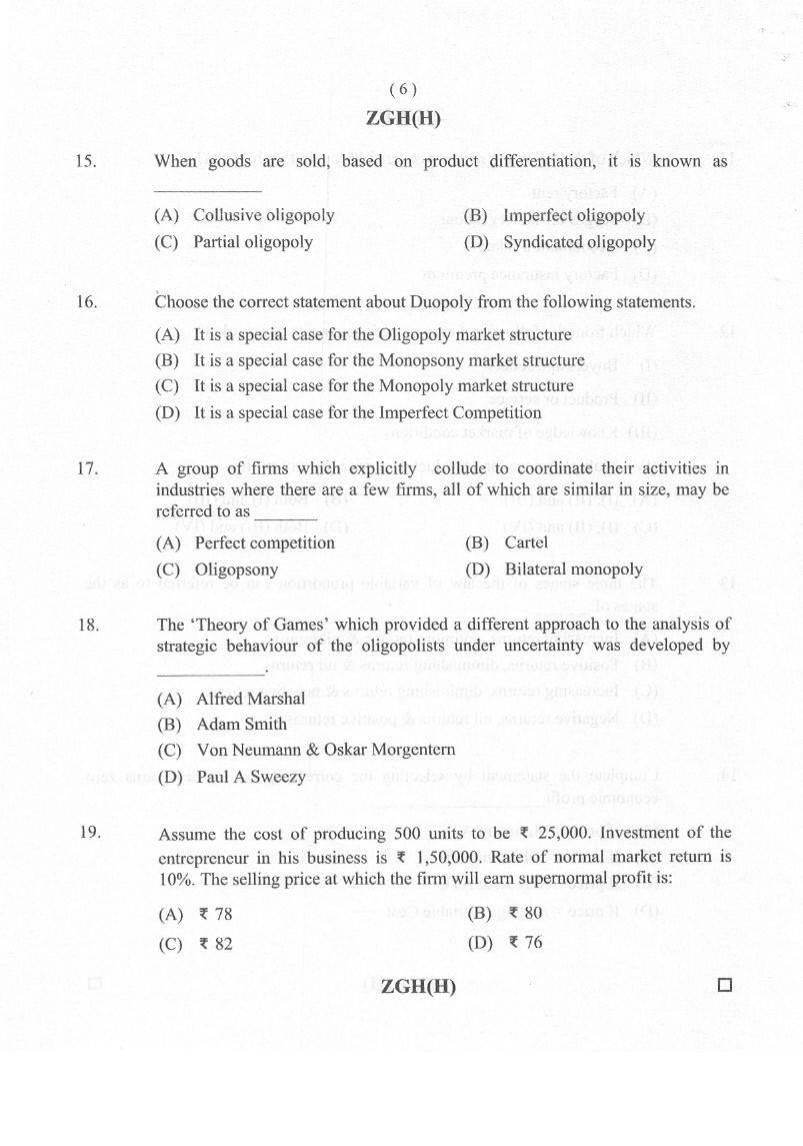 ( 6 )
ZGH(H)
15. When goods are sold, based on product differentiation, it is known as
____________
(A) Collusive oligopoly (B) Imperfect oligopoly
(C) Partial oligopoly (D) Syndicated oligopoly
16. Choose the correct statement about Duopoly from the following statements.
(A) It is a special case for the Oligopoly market structure
(B) It is a special case for the Monopsony market structure
(C) It is a special case for the Monopoly market structure
(D) It is a special case for the Imperfect Competition
17. A group of firms which explicitly collude to coordinate their activities in
industries where there are a few firms, all of which are similar in size, may be
referred to as _______
(A) Perfect competition (B) Cartel
(C) Oligopsony (D) Bilateral monopoly
18. The ‘Theory of Games’ which provided a different approach to the analysis of
strategic behaviour of the oligopolists under uncertainty was developed by
____________.
(A) Alfred Marshal
(B) Adam Smith
(C) Von Neumann & Oskar Morgentern
(D) Paul A Sweezy
19. Assume the cost of producing 500 units to be ₹ 25,000. Investment of the
entrepreneur in his business is ₹ 1,50,000. Rate of normal market return is
10%. The selling price at which the firm will earn supernormal profit is:
(A) ₹ 78 (B) ₹ 80
(C) ₹ 82 (D) ₹ 76
ZGH(H)